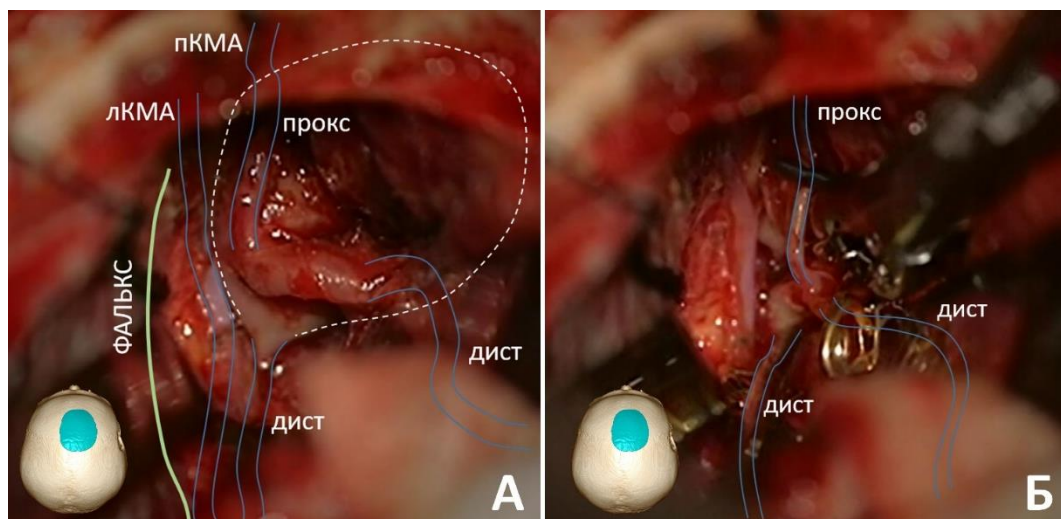 пКМА
лКМА
прокс
ФАЛЬКС
дист
дист
А
прокс
дист
дист
Б